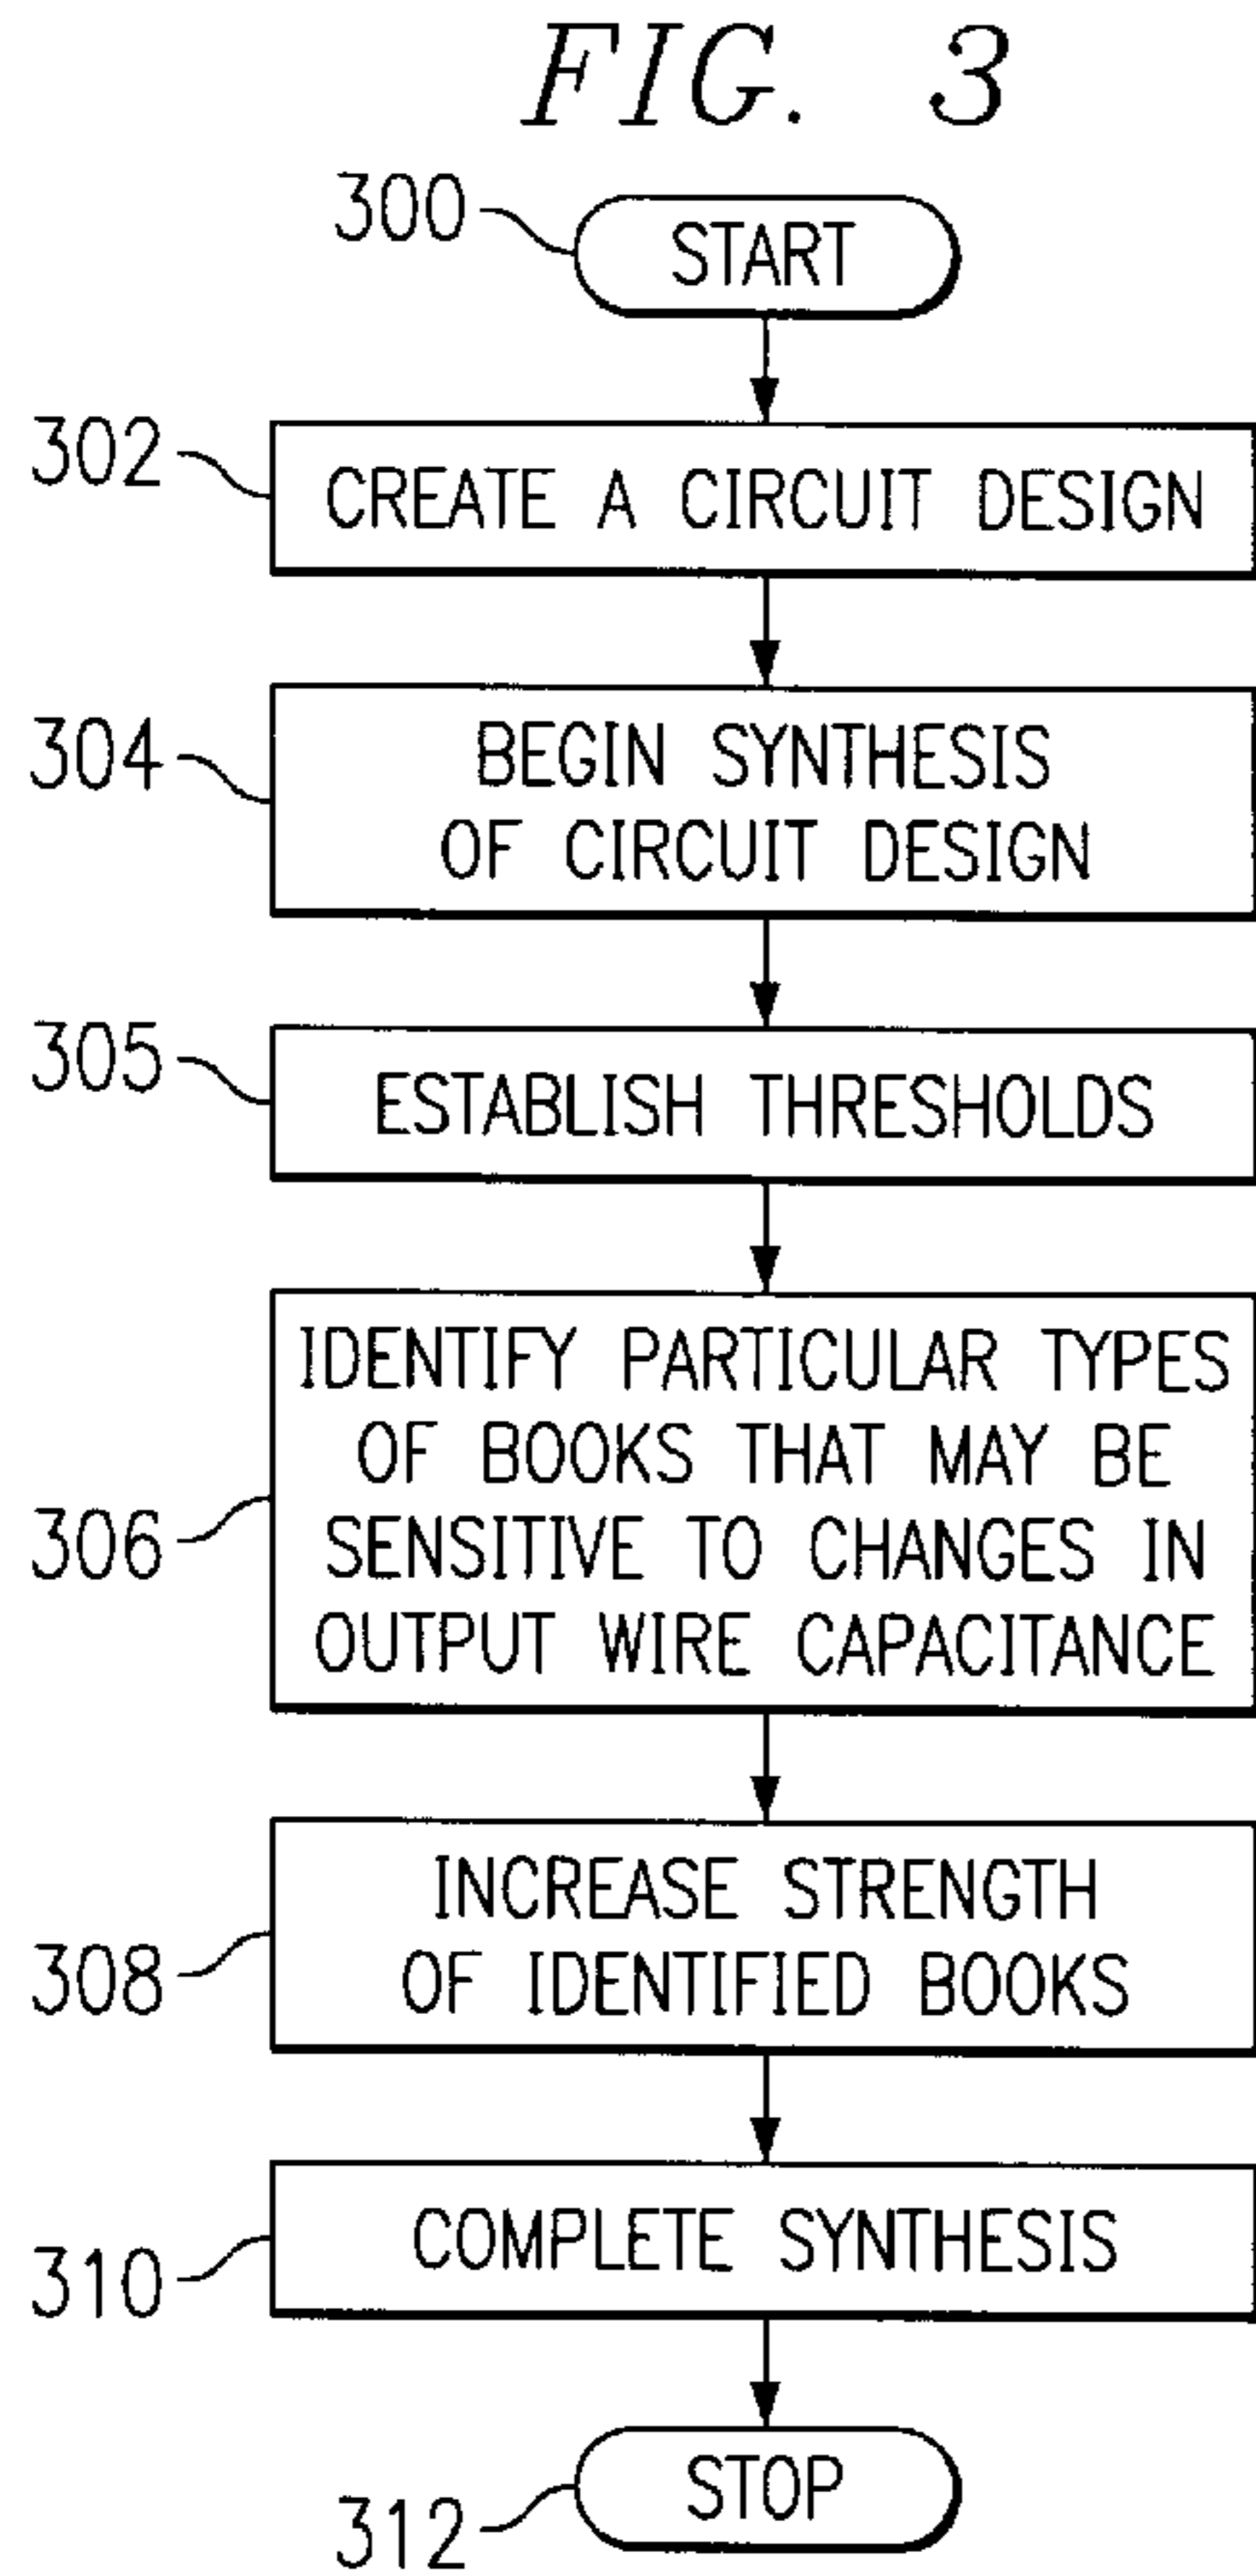 FIG. 3
300
START
302
CREATE A CIRCUIT DESIGN
304
BEGIN SYNTHESIS
OF CIRCUIT DESIGN
305
ESTABLISH THRESHOLDS
306
IDENTIFY PARTICULAR TYPES
OF BOOKS THAT MAY BE
SENSITIVE TO CHANGES IN
OUTPUT WIRE CAPACITANCE
308
INCREASE STRENGTH
OF IDENTIFIED BOOKS
310
COMPLETE SYNTHESIS
312
STOP